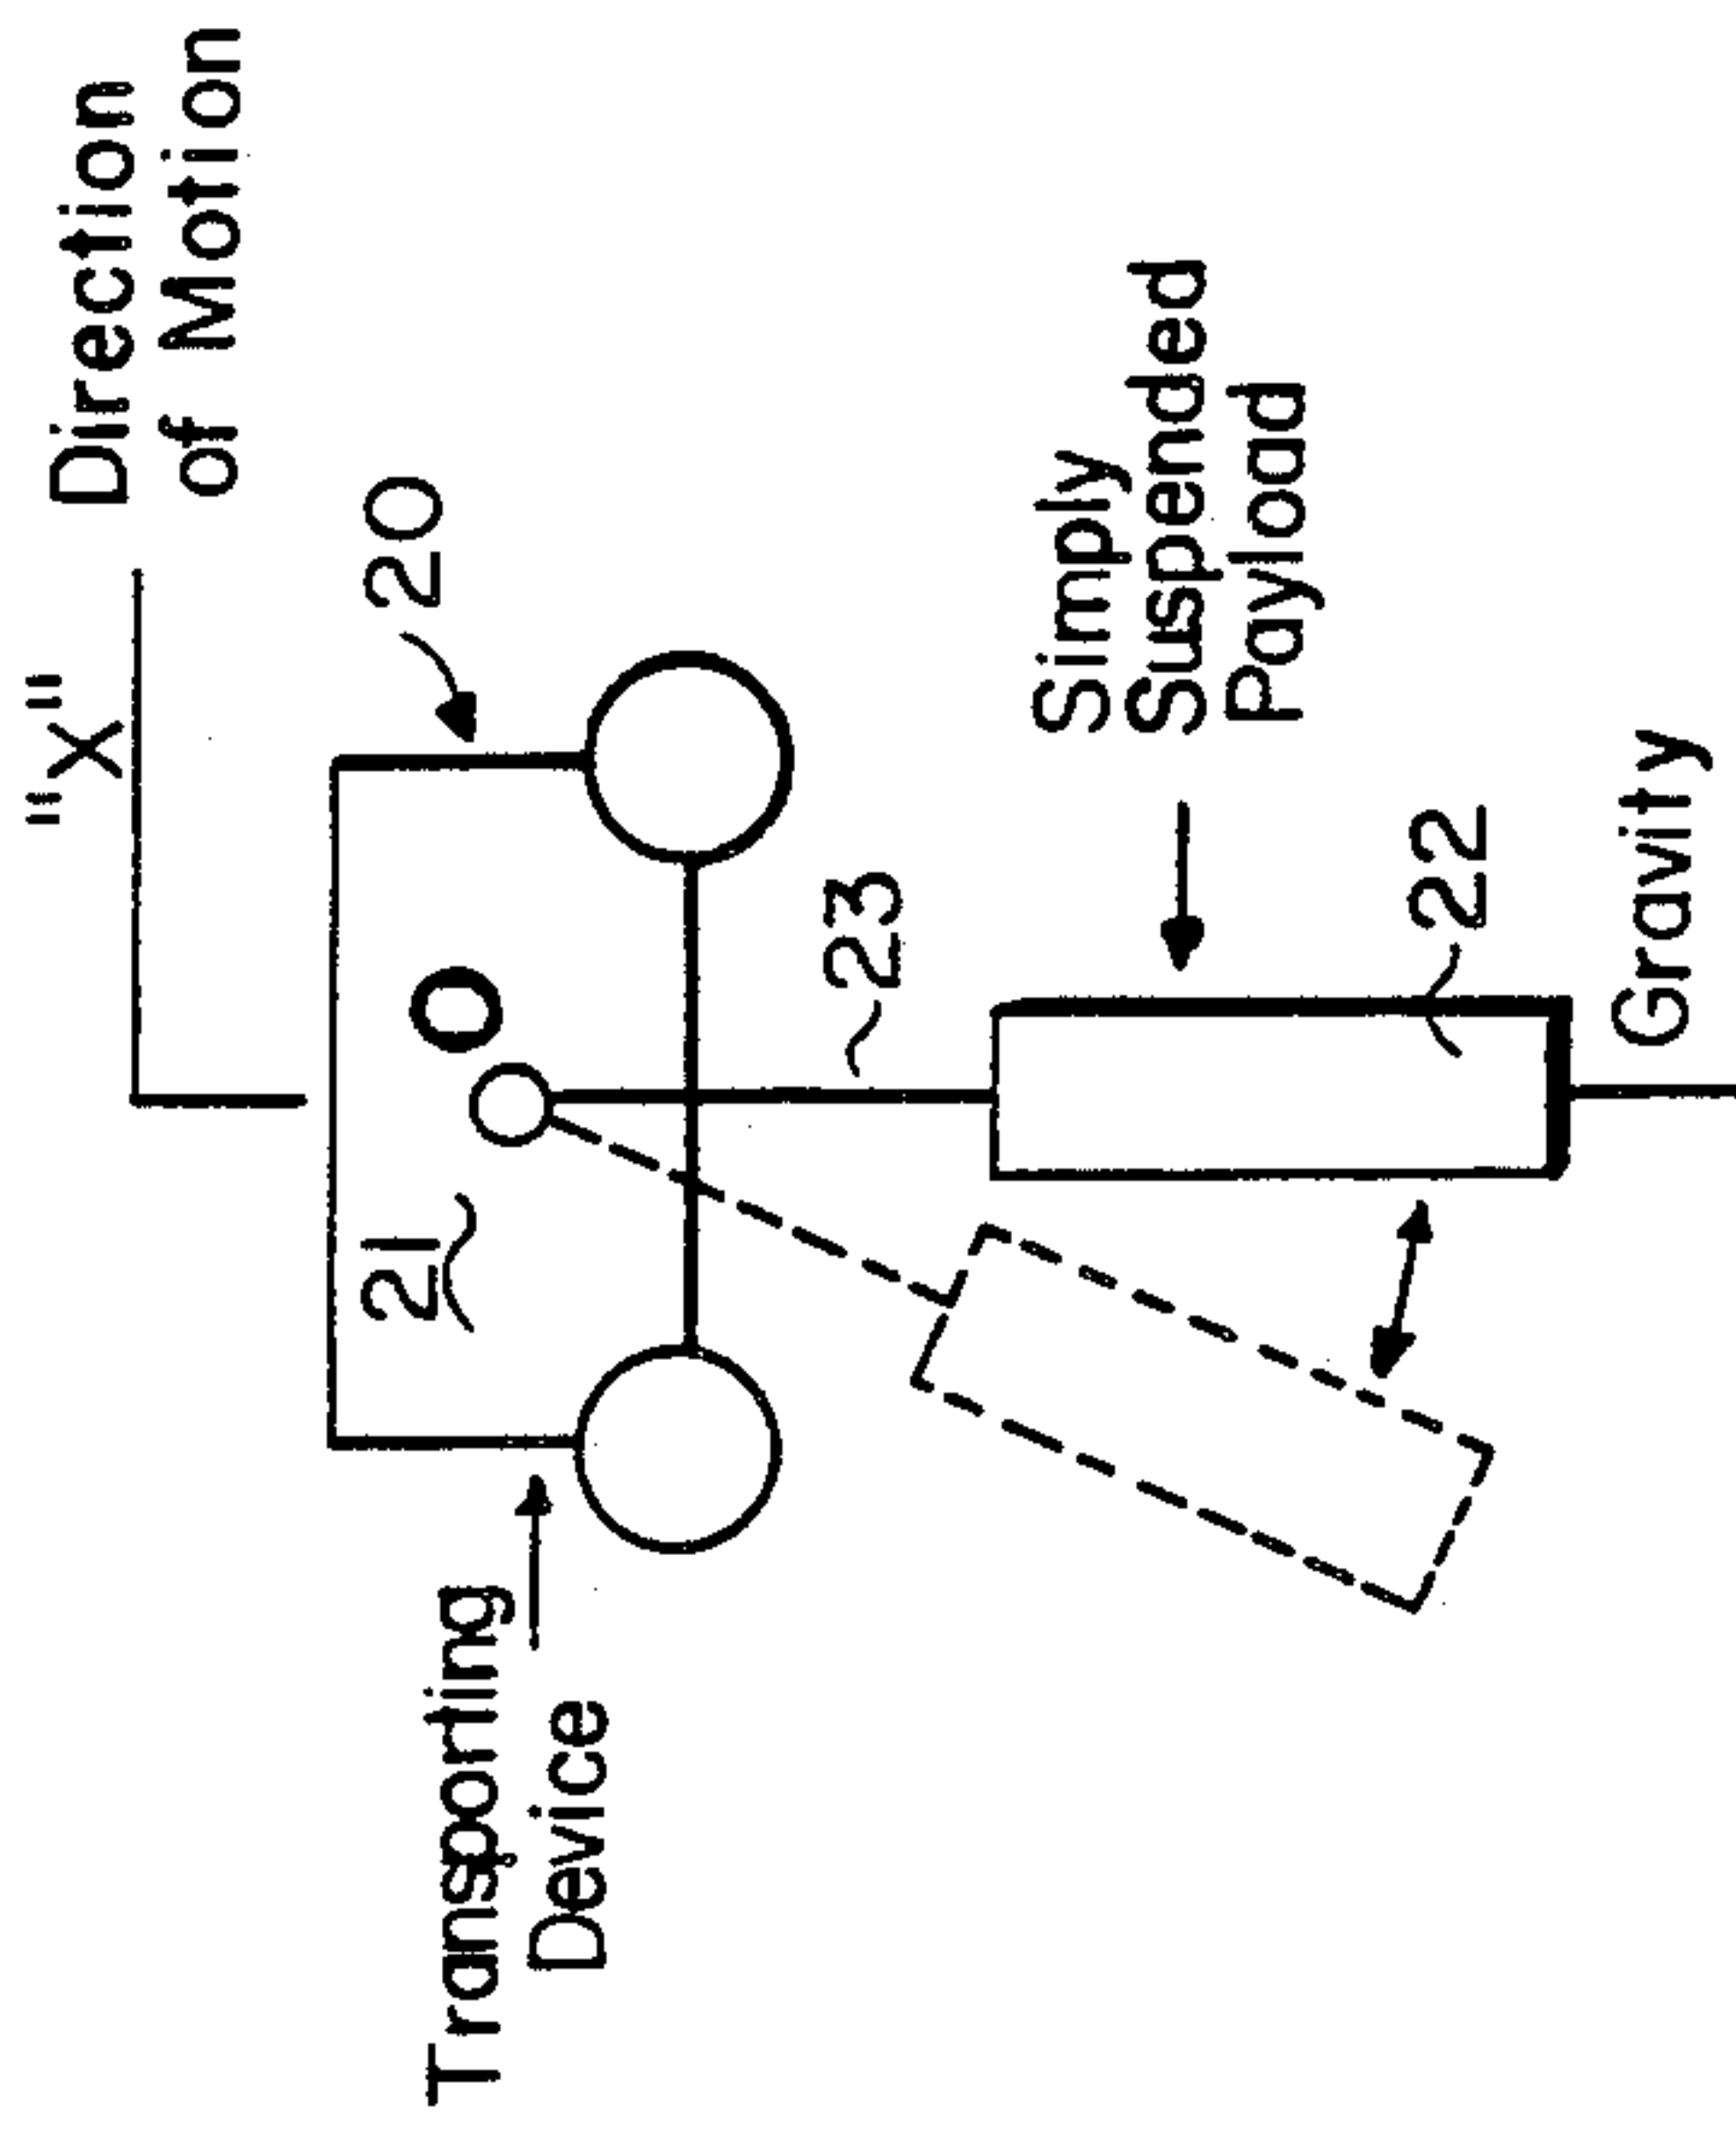 "X"
Direction
of Motion
20
21
O
Transporting
Device
23
Simply
Suspended
Payload
22
Gravity